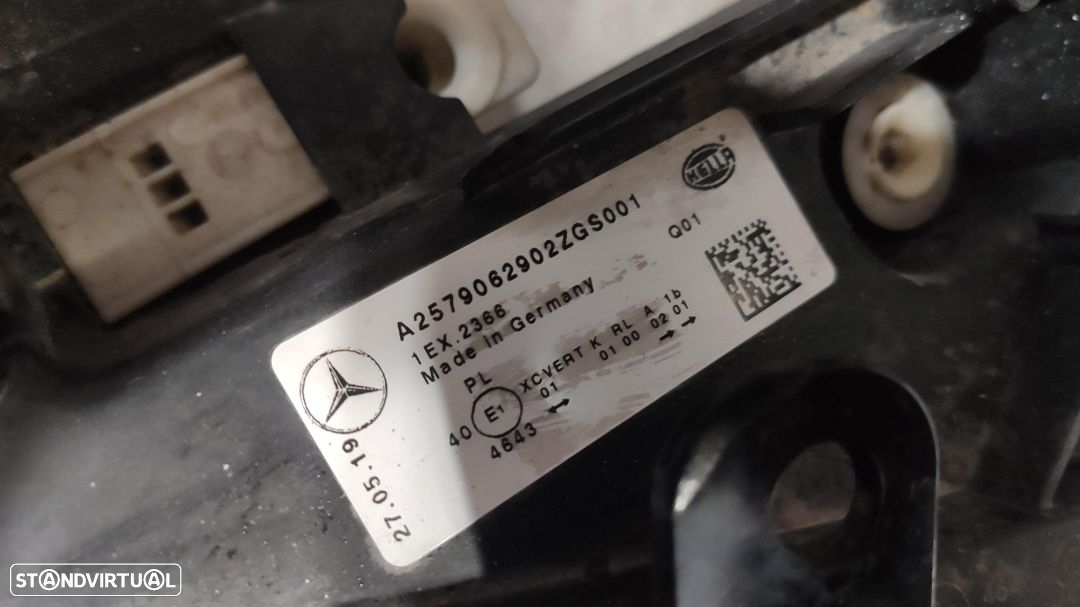 HELLA
A2579062902ZGS001
Q01
1EX.2366
Made in Germany
PL
XCVERT K RL A 1b
01 01 00 02 01
40 E1
4643
27.05.19
STANDVIRTUAL